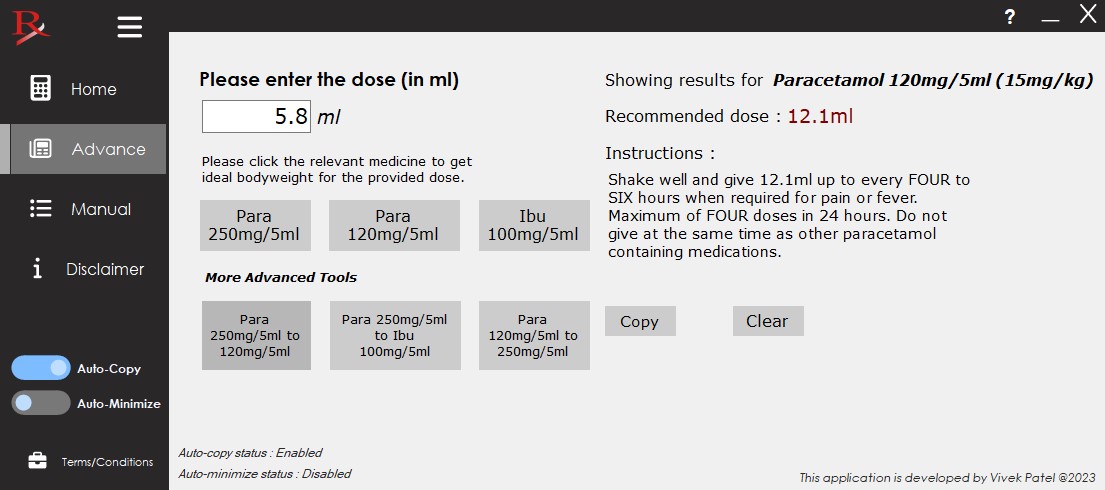 Rx
?
Home
Advance
Manual
Disclaimer
Auto-Copy
Auto-Minimize
Terms/Conditions
Please enter the dose (in ml)
5.8 ml
Please click the relevant medicine to get
ideal bodyweight for the provided dose.
Para
250mg/5ml
Para
120mg/5ml
Ibu
100mg/5ml
More Advanced Tools
Para
250mg/5ml to
120mg/5ml
Para 250mg/5ml
to Ibu
100mg/5ml
Para
120mg/5ml to
250mg/5ml
Auto-copy status : Enabled
Auto-minimize status : Disabled
Showing results for Paracetamol 120mg/5ml (15mg/kg)
Recommended dose : 12.1ml
Instructions :
Shake well and give 12.1ml up to every FOUR to
SIX hours when required for pain or fever.
Maximum of FOUR doses in 24 hours. Do not
give at the same time as other paracetamol
containing medications.
Copy
Clear
This application is developed by Vivek Patel @2023